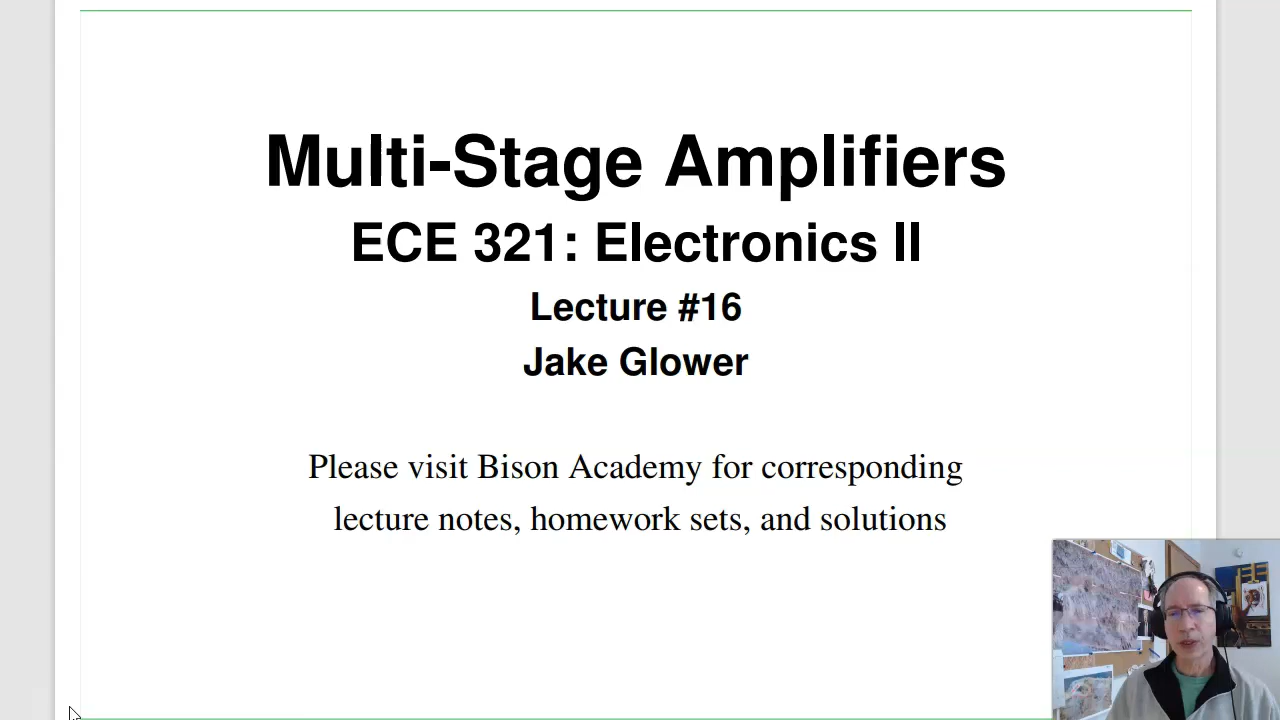 Multi-Stage Amplifiers
ECE 321: Electronics II
Lecture #16
Jake Glower
Please visit Bison Academy for corresponding
lecture notes, homework sets, and solutions